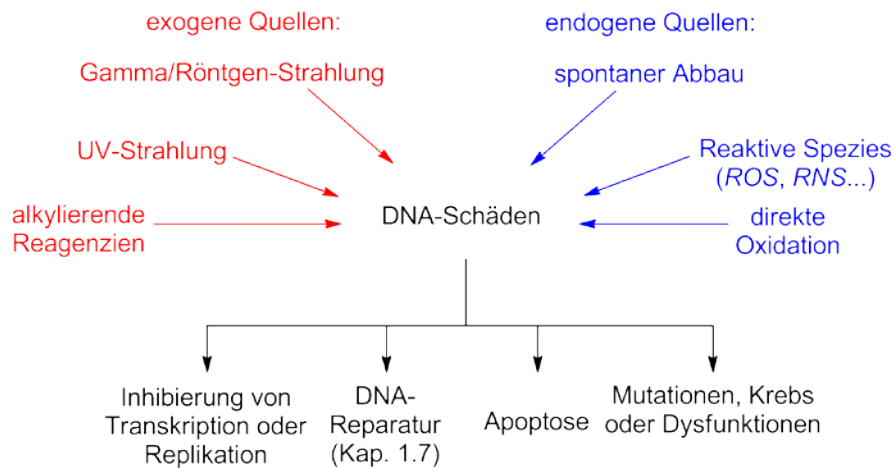 exogene Quellen:
endogene Quellen:
Gamma/Röntgen-Strahlung
spontaner Abbau
UV-Strahlung
Reaktive Spezies
(ROS, RNS...)
alkylierende
Reagenzien
DNA-Schäden
direkte
Oxidation
Inhibierung von
Transkription oder
Replikation
DNA-
Reparatur
(Kap. 1.7)
Apoptose
Mutationen, Krebs
oder Dysfunktionen